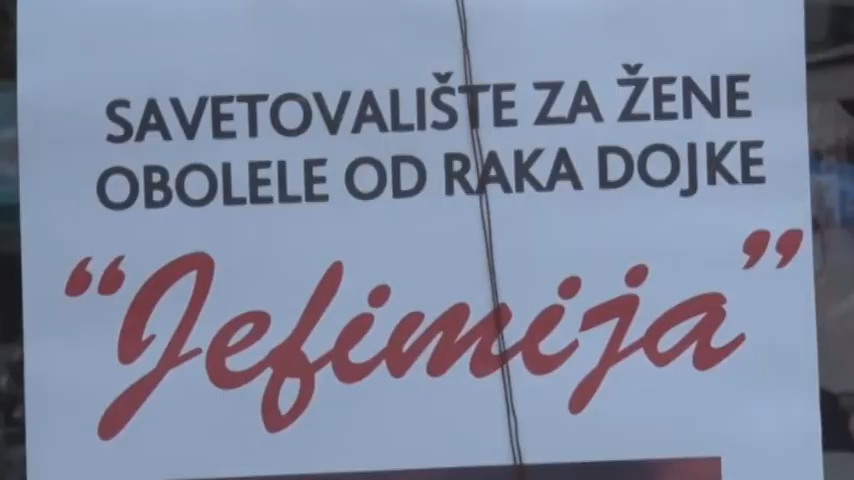 SAVETOVALIŠTE ZA ŽENE
OBOLELE OD RAKA DOJKE
“Jefimija”